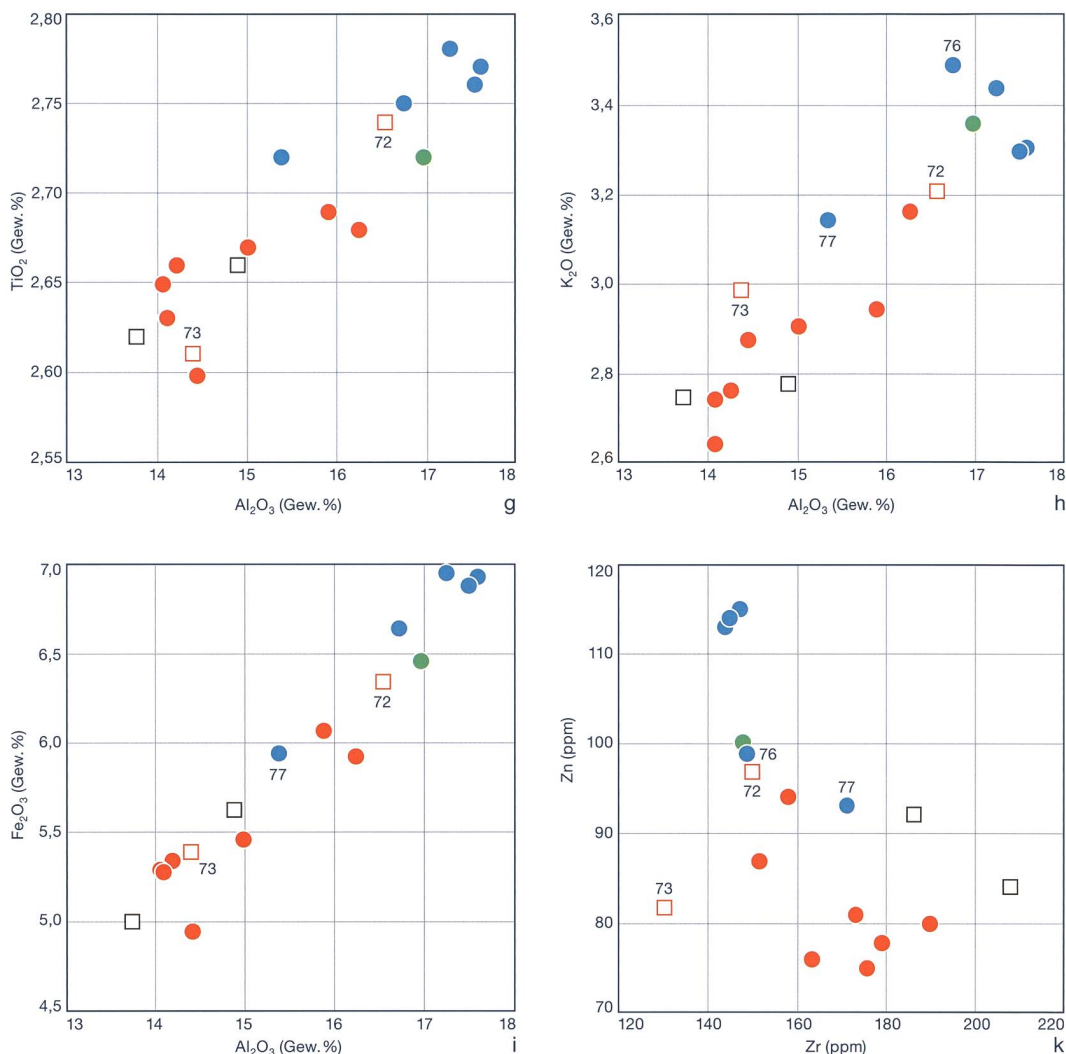 2,80
2,75
2,70
2,65
2,60
2,55
TiO₂ (Gew. %)
72
73
13 14 15 16 17 18
Al₂O₃ (Gew. %)
g
3,6
3,4
3,2
3,0
2,8
2,6
K₂O (Gew. %)
76
72
77
73
13 14 15 16 17 18
Al₂O₃ (Gew. %)
h
7,0
6,5
6,0
5,5
5,0
4,5
Fe₂O₃ (Gew. %)
72
77
73
13 14 15 16 17 18
Al₂O₃ (Gew. %)
i
120
110
100
90
80
70
Zn (ppm)
76
72
77
73
120 140 160 180 200 220
Zr (ppm)
k